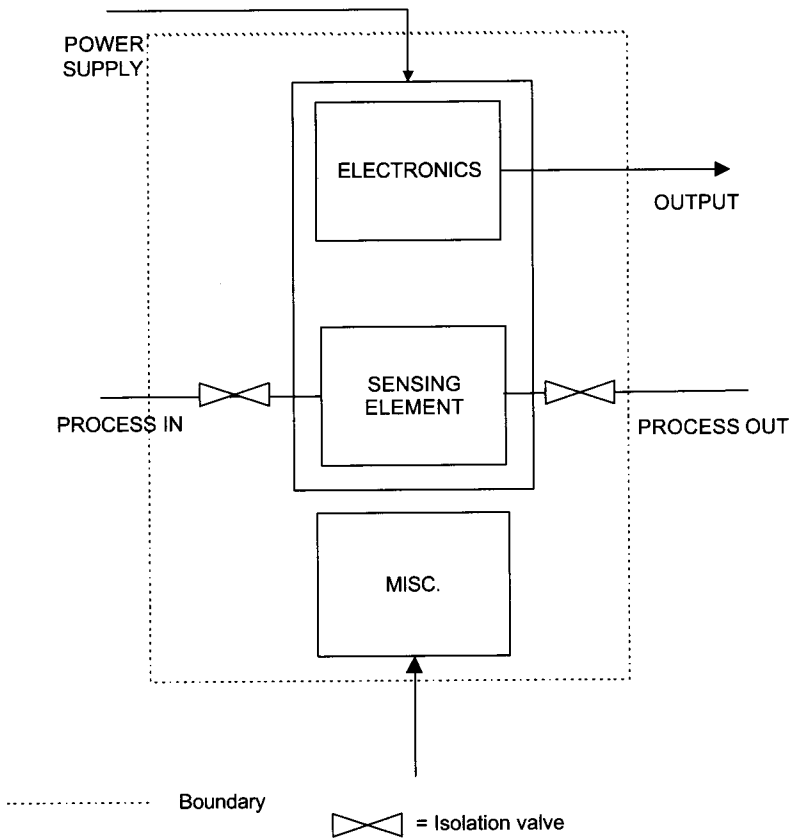 POWER
SUPPLY
ELECTRONICS
OUTPUT
SENSING
ELEMENT
PROCESS IN
PROCESS OUT
MISC.
Boundary
= Isolation valve